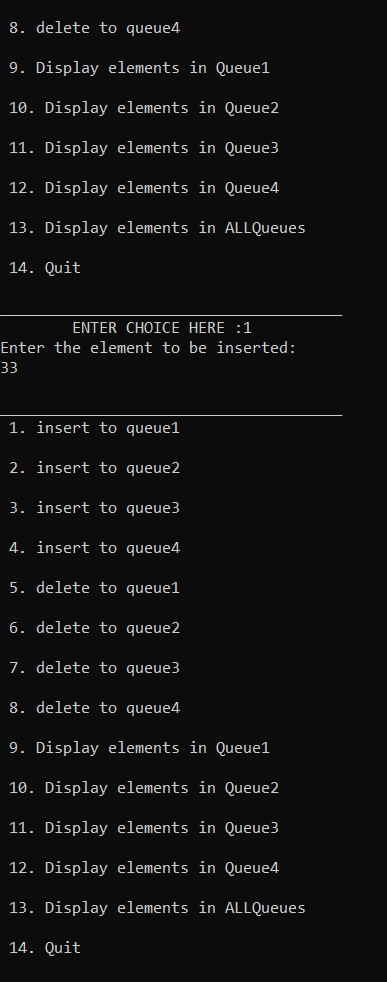 8. delete to queue4
9. Display elements in Queue1
10. Display elements in Queue2
11. Display elements in Queue3
12. Display elements in Queue4
13. Display elements in ALLQueues
14. Quit
______________________________________
ENTER CHOICE HERE :1
Enter the element to be inserted:
33
______________________________________
1. insert to queue1
2. insert to queue2
3. insert to queue3
4. insert to queue4
5. delete to queue1
6. delete to queue2
7. delete to queue3
8. delete to queue4
9. Display elements in Queue1
10. Display elements in Queue2
11. Display elements in Queue3
12. Display elements in Queue4
13. Display elements in ALLQueues
14. Quit